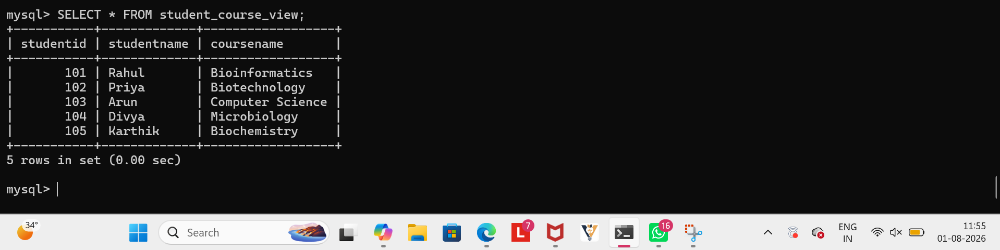 mysql> SELECT * FROM student_course_view;
+-----------+-------------+------------------+
| studentid | studentname | coursename       |
+-----------+-------------+------------------+
|       101 | Rahul       | Bioinformatics   |
|       102 | Priya       | Biotechnology    |
|       103 | Arun        | Computer Science |
|       104 | Divya       | Microbiology     |
|       105 | Karthik     | Biochemistry     |
+-----------+-------------+------------------+
5 rows in set (0.00 sec)
mysql>
34°
Search
L
7
16
ENG
IN
11:55
01-08-2026